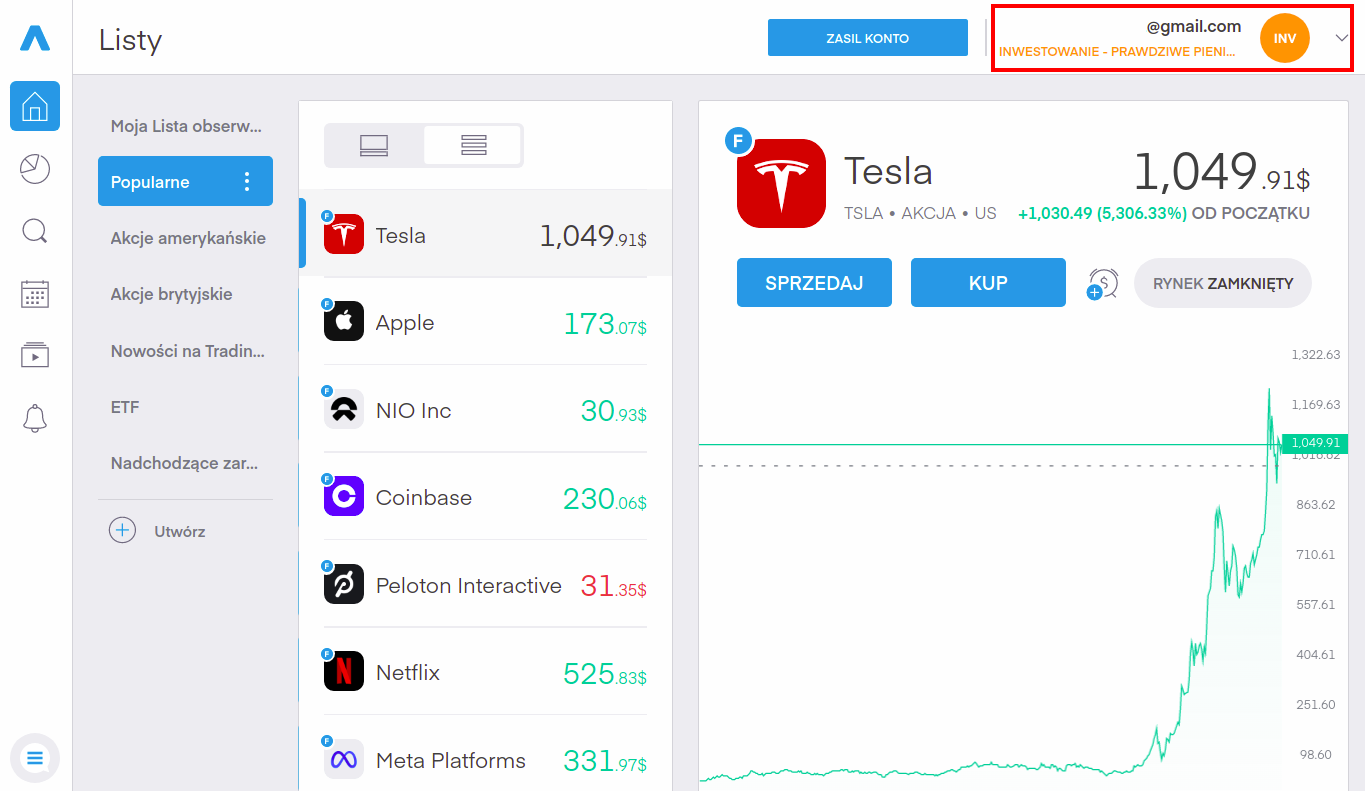 Listy
ZASIL KONTO
@gmail.com
INWESTOWANIE - PRAWDZIWE PIENI...
INV
Moja Lista obserw...
Popularne
Akcje amerykańskie
Akcje brytyjskie
Nowości na Tradin...
ETF
Nadchodzące zar...
Utwórz
F
Tesla
1,049.91$
F
Apple
173.07$
F
NIO Inc
30.93$
F
Coinbase
230.06$
F
Peloton Interactive
31.35$
F
N
Netflix
525.83$
F
Meta Platforms
331.97$
F
Tesla
1,049.91$
TSLA • AKCJA • US
+1,030.49 (5,306.33%) OD POCZĄTKU
SPRZEDAJ
KUP
$
RYNEK ZAMKNIĘTY
1,322.63
1,169.63
1,049.91
1,016.62
863.62
710.61
557.61
404.61
251.60
98.60